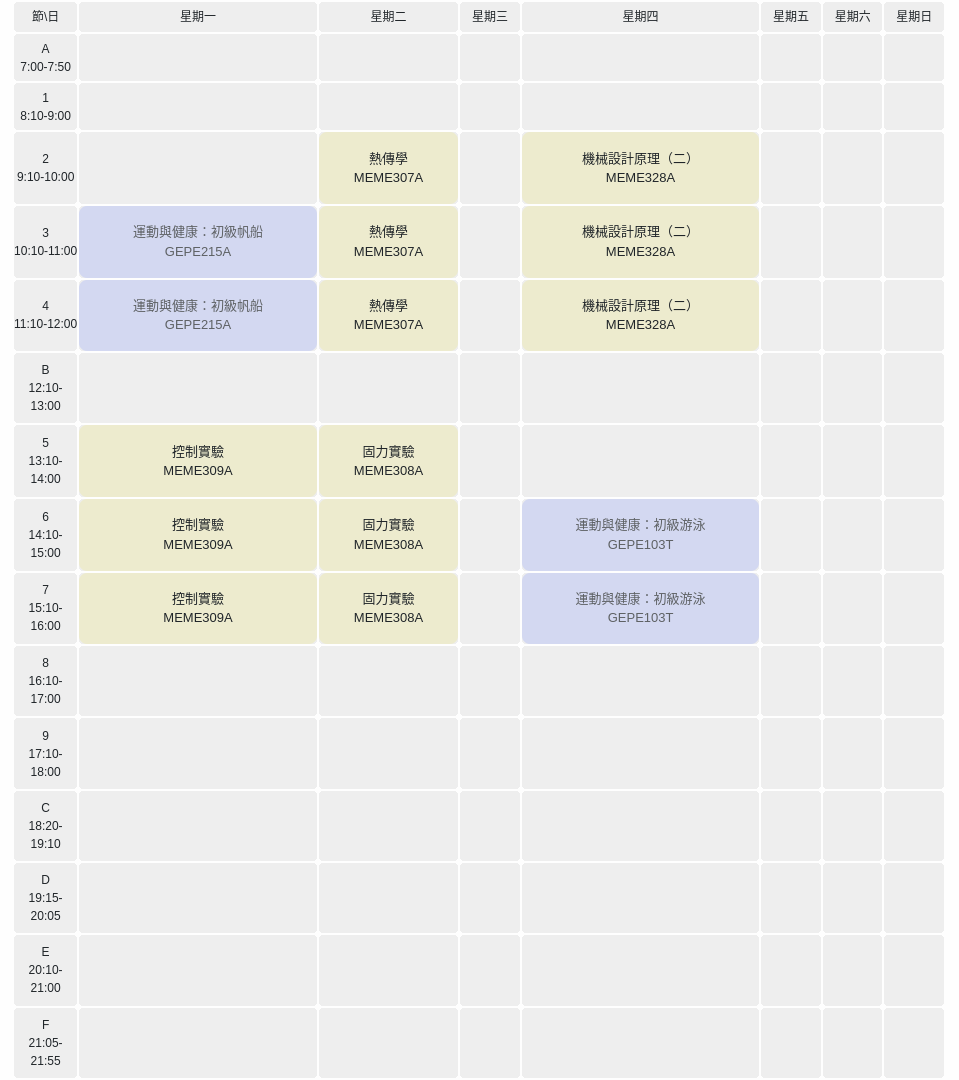 節\日 星期一 星期二 星期三 星期四 星期五 星期六 星期日
A
7:00-7:50
1
8:10-9:00
2
9:10-10:00
熱傳學
MEME307A
機械設計原理（二）
MEME328A
3
10:10-11:00
運動與健康：初級帆船
GEPE215A
熱傳學
MEME307A
機械設計原理（二）
MEME328A
4
11:10-12:00
運動與健康：初級帆船
GEPE215A
熱傳學
MEME307A
機械設計原理（二）
MEME328A
B
12:10-
13:00
5
13:10-
14:00
控制實驗
MEME309A
固力實驗
MEME308A
6
14:10-
15:00
控制實驗
MEME309A
固力實驗
MEME308A
運動與健康：初級游泳
GEPE103T
7
15:10-
16:00
控制實驗
MEME309A
固力實驗
MEME308A
運動與健康：初級游泳
GEPE103T
8
16:10-
17:00
9
17:10-
18:00
C
18:20-
19:10
D
19:15-
20:05
E
20:10-
21:00
F
21:05-
21:55